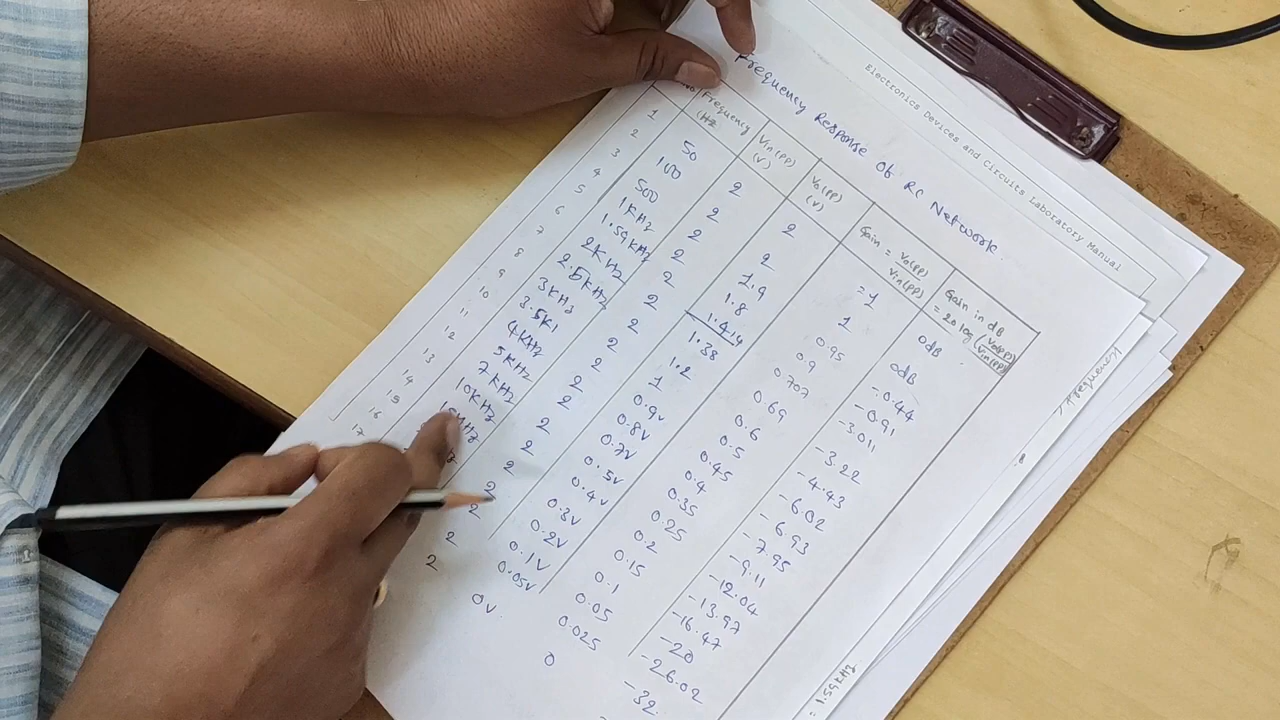 Electronics Devices and Circuits Laboratory Manual
Frequency Response Of RC Network.
No Frequency (Hz Vin(PP) (V) Vo(PP) (V) Gain = Vo(PP) / Vin(PP) Gain in dB = 20 log (Vo(PP) / Vin(PP))
1 50 2 2 =1 0dB
2 100 2 2 1 0dB
3 500 2 1.9 0.95 -0.44
4 1KHz 2 1.8 0.9 -0.91
5 1.59KHz 2 1.414 0.707 -3.011
6 2KHz 2 1.38 0.69 -3.22
7 2.5KHz 2 1.2 0.6 -4.43
8 3KHz 2 1 0.5 -6.02
9 3.5K 2 0.9v 0.45 -6.93
10 4KHz 2 0.8v 0.4 -7.95
11 5KHz 2 0.7v 0.35 -9.11
12 7KHz 2 0.5v 0.25 -12.04
13 10KHz 2 0.4v 0.2 -13.97
14 2 0.3v 0.15 -16.47
15 2 0.2v 0.1 -20
16 2 0.1v 0.05 -26.02
17 2 0.05v 0.025 -32
0v 0
= 1.59KHz